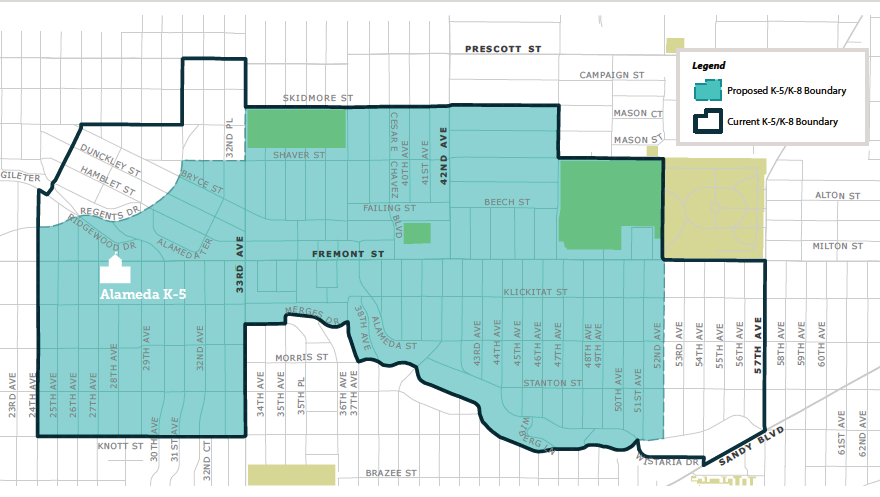 PRESCOTT ST
CAMPAIGN ST
Legend
Proposed K-5/K-8 Boundary
Current K-5/K-8 Boundary
SKIDMORE ST
MASON CT
MASON ST
32ND PL
CESAR E CHAVEZ
BLVD
40TH AVE
41ST AVE
42ND AVE
DUNCKLEY ST
HAMBLET ST
REGENTS DR
RIDGEWOOD DR
BRYCE ST
SHAVER ST
ALAMEDA TER
FAILING ST
BEECH ST
ALTON ST
MILTON ST
33RD AVE
FREMONT ST
Alameda K-5
KLICKITAT ST
MERGES DR
38TH AVE
ALAMEDA ST
MORRIS ST
STANTON ST
23RD AVE
24TH AVE
25TH AVE
26TH AVE
27TH AVE
28TH AVE
29TH AVE
30TH AVE
31ST AVE
32ND AVE
32ND CT
34TH AVE
35TH AVE
35TH PL
36TH AVE
37TH AVE
43RD AVE
44TH AVE
45TH AVE
46TH AVE
47TH AVE
48TH AVE
49TH AVE
50TH AVE
51ST AVE
52ND AVE
53RD AVE
54TH AVE
55TH AVE
56TH AVE
57TH AVE
58TH AVE
59TH AVE
60TH AVE
61ST AVE
62ND AVE
KNOTT ST
BRAZEE ST
WISTARIA DR
SANDY BLVD